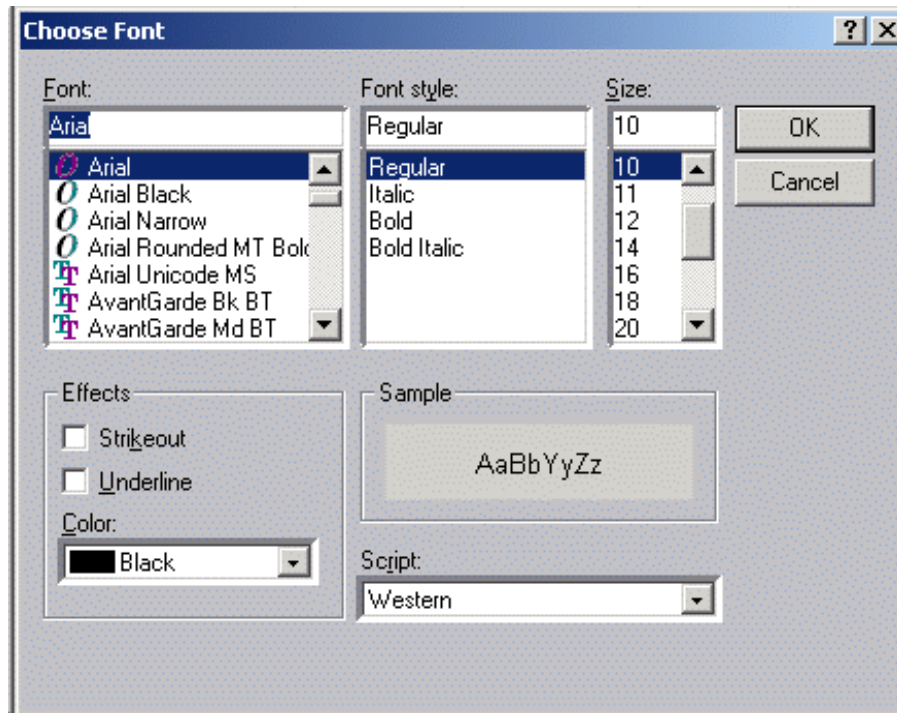 Choose Font
Font:
Arial
Arial
Arial Black
Arial Narrow
Arial Rounded MT Bold
Arial Unicode MS
AvantGarde Bk BT
AvantGarde Md BT
Font style:
Regular
Regular
Italic
Bold
Bold Italic
Size:
10
10
11
12
14
16
18
20
OK
Cancel
Effects
Strikeout
Underline
Color:
Black
Sample
AaBbYyZz
Script:
Western